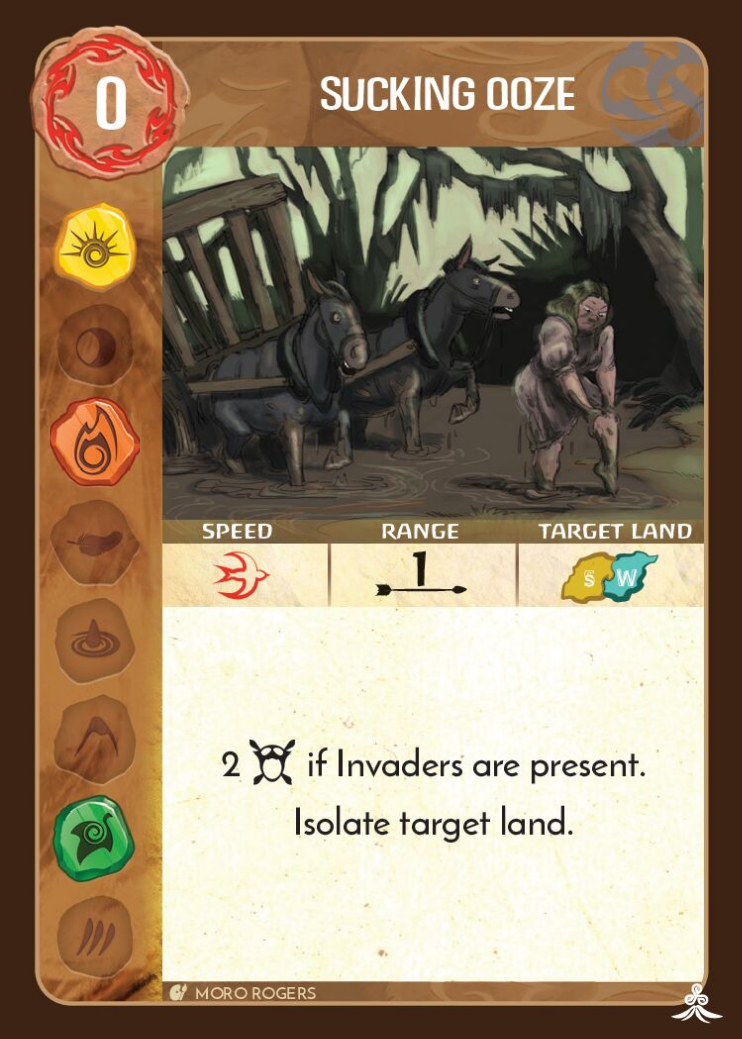 0
SUCKING OOZE
SPEED RANGE TARGET LAND
1
S W
2 if Invaders are present.
Isolate target land.
MORO ROGERS